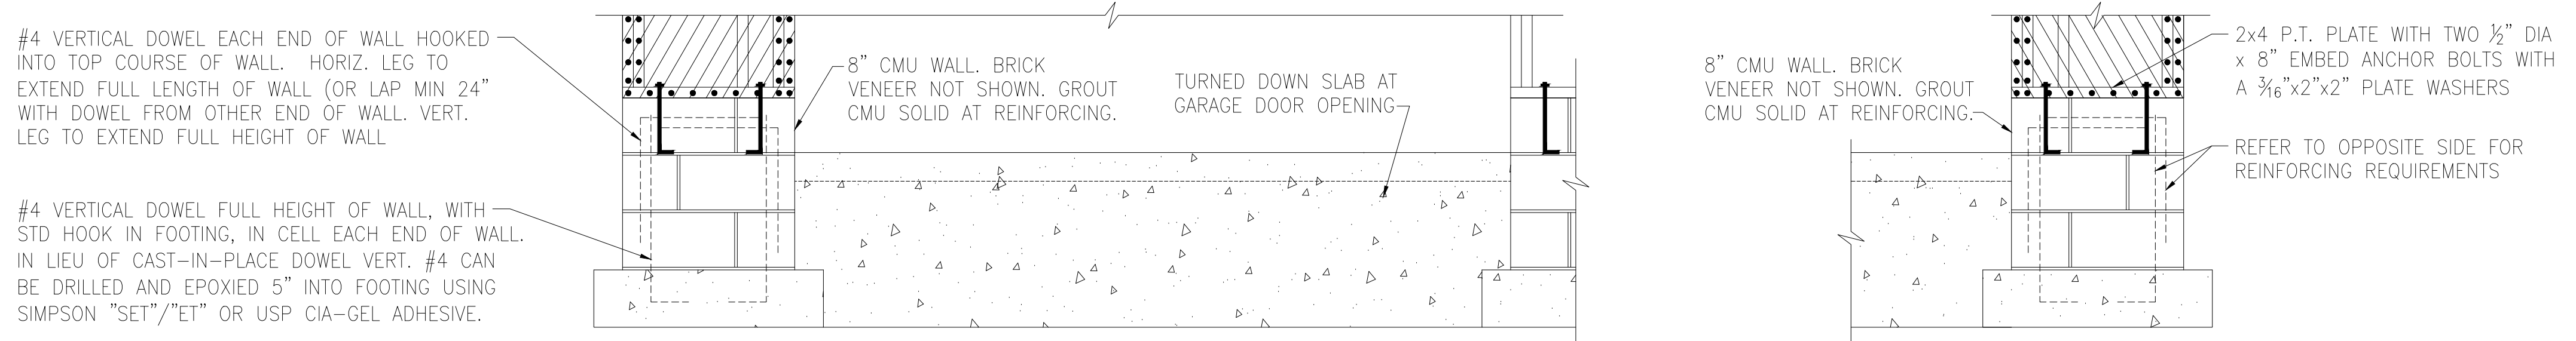 #4 VERTICAL DOWEL EACH END OF WALL HOOKED
INTO TOP COURSE OF WALL. HORIZ. LEG TO
EXTEND FULL LENGTH OF WALL (OR LAP MIN 24"
WITH DOWEL FROM OTHER END OF WALL. VERT.
LEG TO EXTEND FULL HEIGHT OF WALL
#4 VERTICAL DOWEL FULL HEIGHT OF WALL, WITH
STD HOOK IN FOOTING, IN CELL EACH END OF WALL.
IN LIEU OF CAST-IN-PLACE DOWEL VERT. #4 CAN
BE DRILLED AND EPOXIED 5" INTO FOOTING USING
SIMPSON "SET"/"ET" OR USP CIA-GEL ADHESIVE.
8" CMU WALL. BRICK
VENEER NOT SHOWN. GROUT
CMU SOLID AT REINFORCING.
TURNED DOWN SLAB AT
GARAGE DOOR OPENING
8" CMU WALL. BRICK
VENEER NOT SHOWN. GROUT
CMU SOLID AT REINFORCING.
2x4 P.T. PLATE WITH TWO ½" DIA
x 8" EMBED ANCHOR BOLTS WITH
A 3/16"x2"x2" PLATE WASHERS
REFER TO OPPOSITE SIDE FOR
REINFORCING REQUIREMENTS